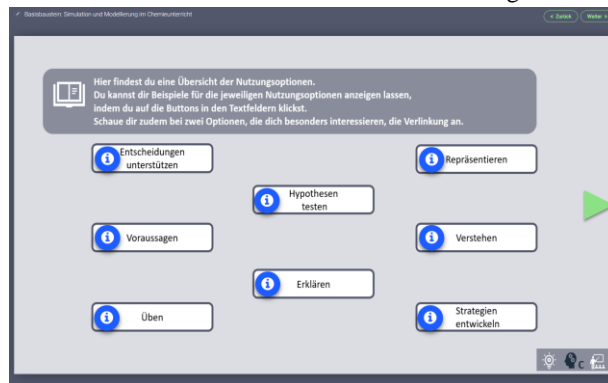 Basisbaustein: Simulation und Modellierung im Chemieunterricht
< Zurück
Weiter >
Hier findest du eine Übersicht der Nutzungsoptionen.
Du kannst dir Beispiele für die jeweiligen Nutzungsoptionen anzeigen lassen,
indem du auf die Buttons in den Textfeldern klickst.
Schaue dir zudem bei zwei Optionen, die dich besonders interessieren, die Verlinkung an.
Entscheidungen
unterstützen
Repräsentieren
Hypothesen
testen
Voraussagen
Verstehen
Erklären
Üben
Strategien
entwickeln
C